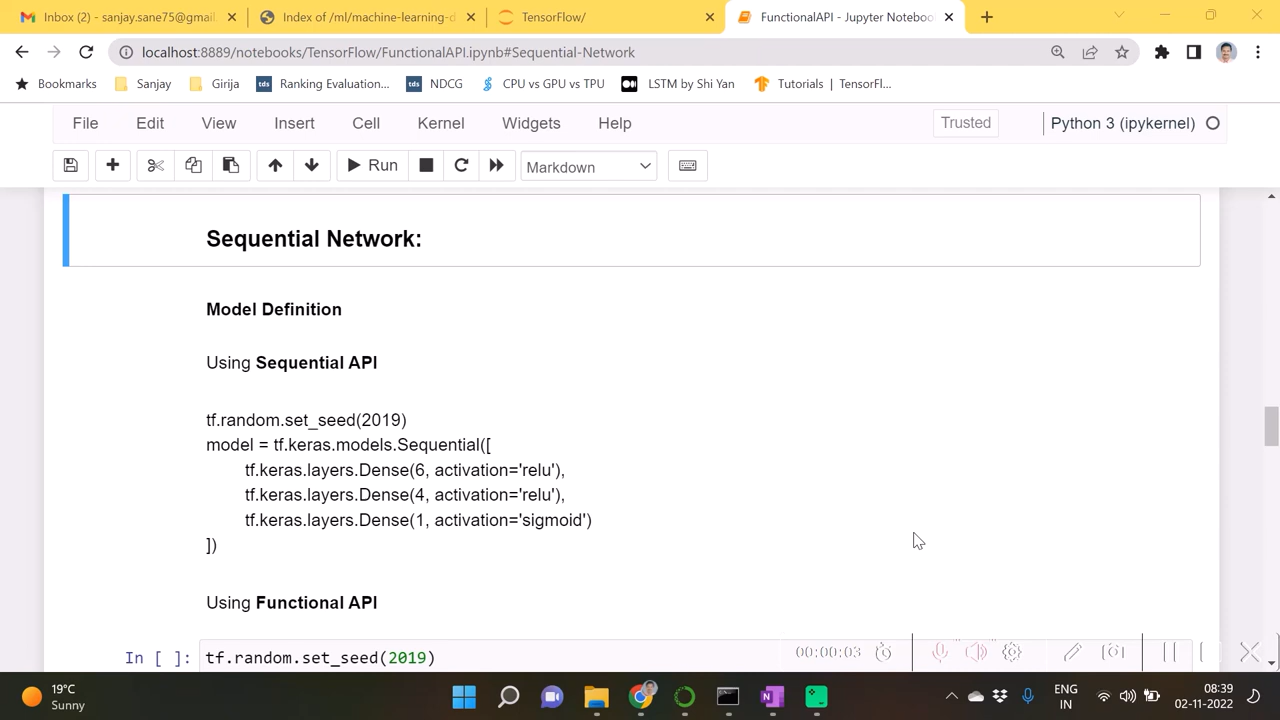 Inbox (2) - sanjay.sane75@gmail.
Index of /ml/machine-learning-d
TensorFlow/
FunctionalAPI - Jupyter Noteboo
localhost:8889/notebooks/TensorFlow/FunctionalAPI.ipynb#Sequential-Network
Bookmarks Sanjay Girija tds Ranking Evaluation... tds NDCG CPU vs GPU vs TPU LSTM by Shi Yan Tutorials | TensorFl...
File Edit View Insert Cell Kernel Widgets Help Trusted Python 3 (ipykernel)
Run Markdown
Sequential Network:
Model Definition
Using Sequential API
tf.random.set_seed(2019)
model = tf.keras.models.Sequential([
tf.keras.layers.Dense(6, activation='relu'),
tf.keras.layers.Dense(4, activation='relu'),
tf.keras.layers.Dense(1, activation='sigmoid')
])
Using Functional API
In [ ]: tf.random.set_seed(2019)
00:00:03
19°C
Sunny
ENG
IN
08:39
02-11-2022